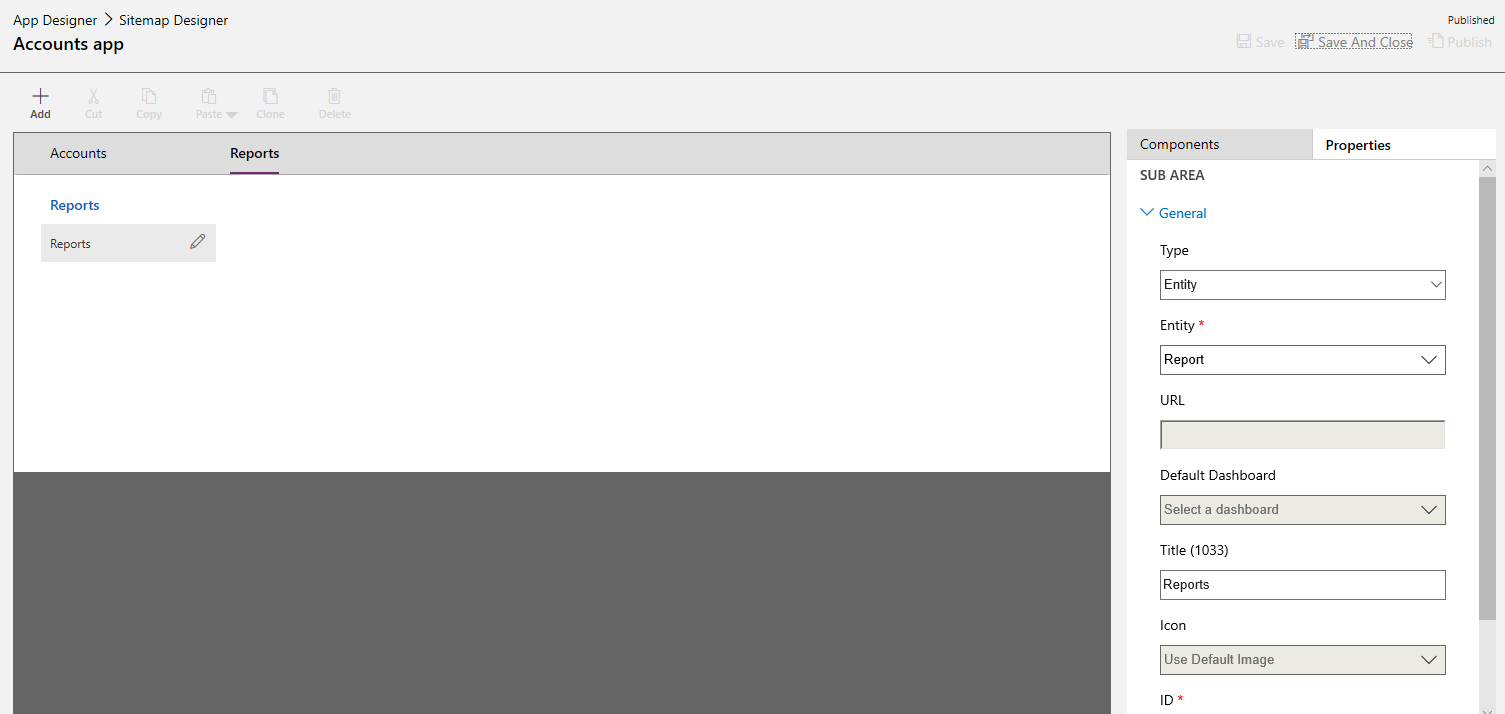 App Designer > Sitemap Designer
Published
Accounts app
Save Save And Close Publish
Add Cut Copy Paste Clone Delete
Accounts Reports
Components Properties
SUB AREA
Reports
General
Reports
Type
Entity
Entity *
Report
URL
Default Dashboard
Select a dashboard
Title (1033)
Reports
Icon
Use Default Image
ID *